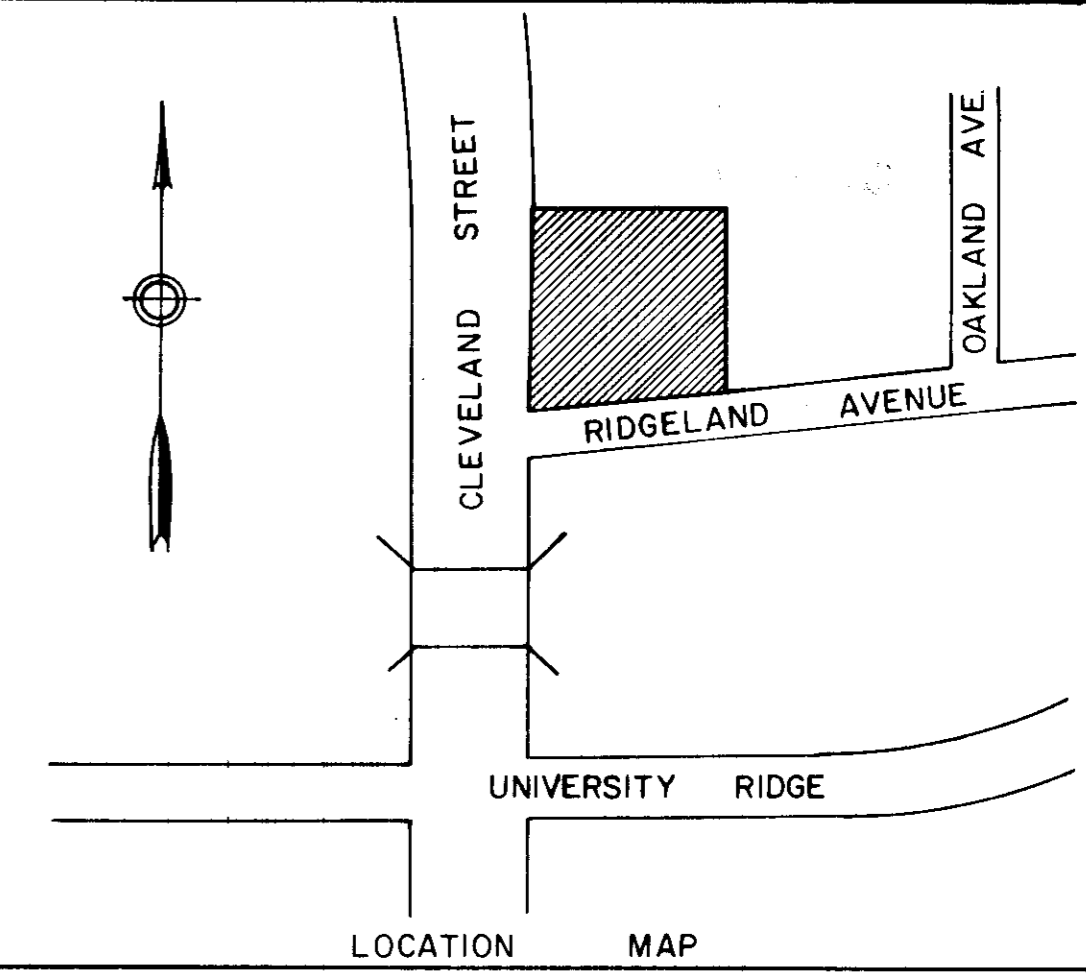 CLEVELAND STREET
OAKLAND AVE.
RIDGELAND AVENUE
UNIVERSITY RIDGE
LOCATION MAP